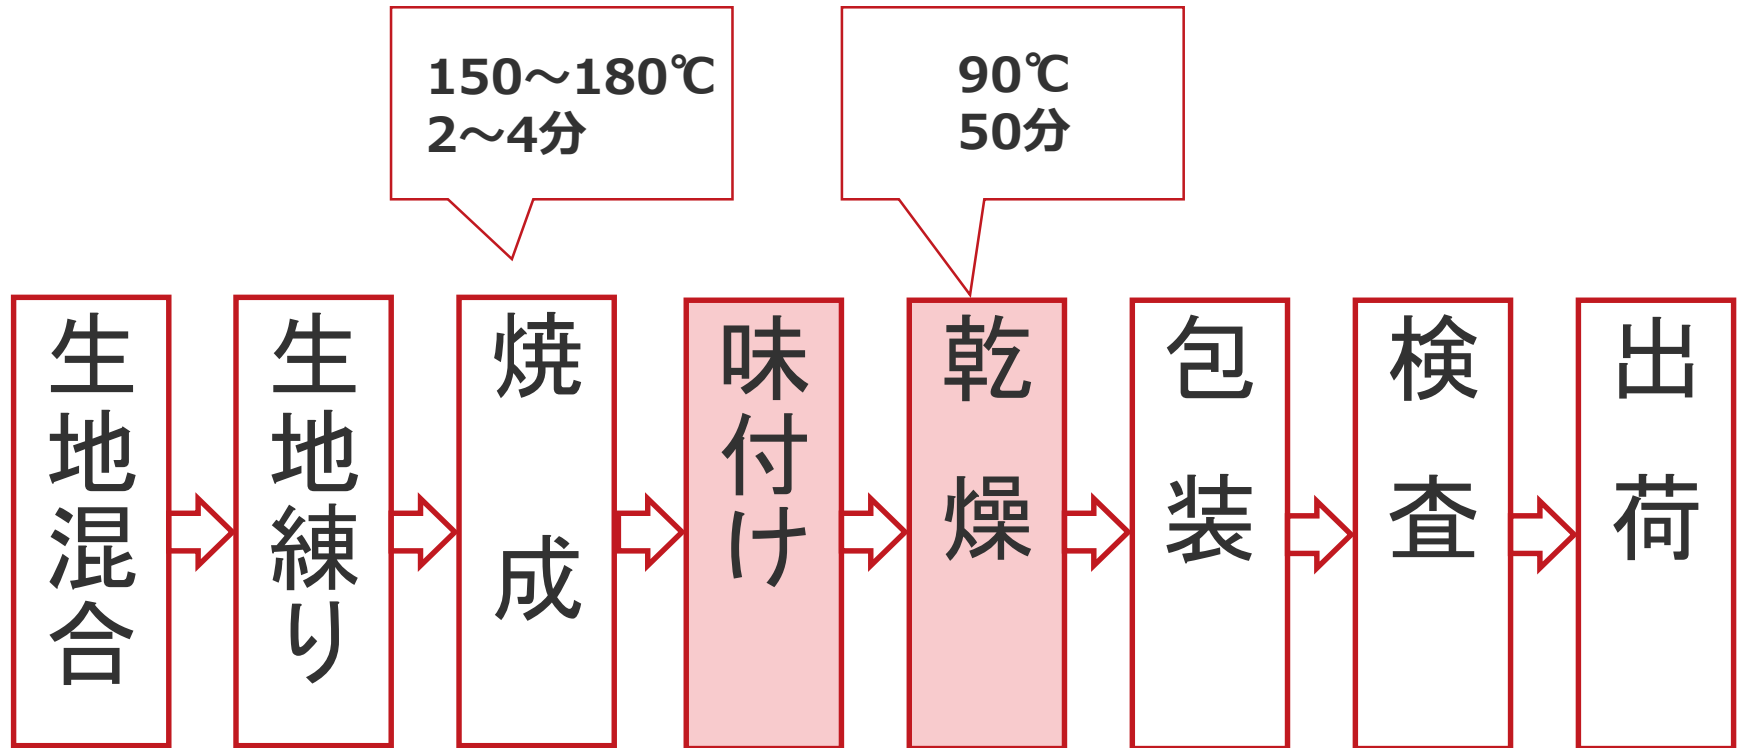 150～180℃
2～4分
90℃
50分
生地混合
生地練り
焼成
味付け
乾燥
包装
検査
出荷